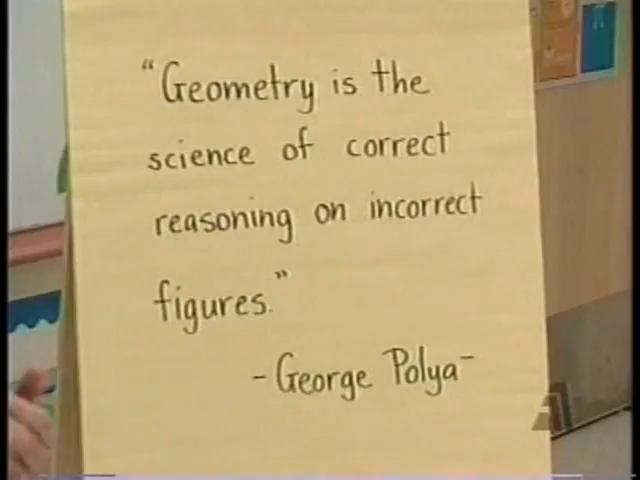 “Geometry is the
science of correct
reasoning on incorrect
figures.”
-George Polya-